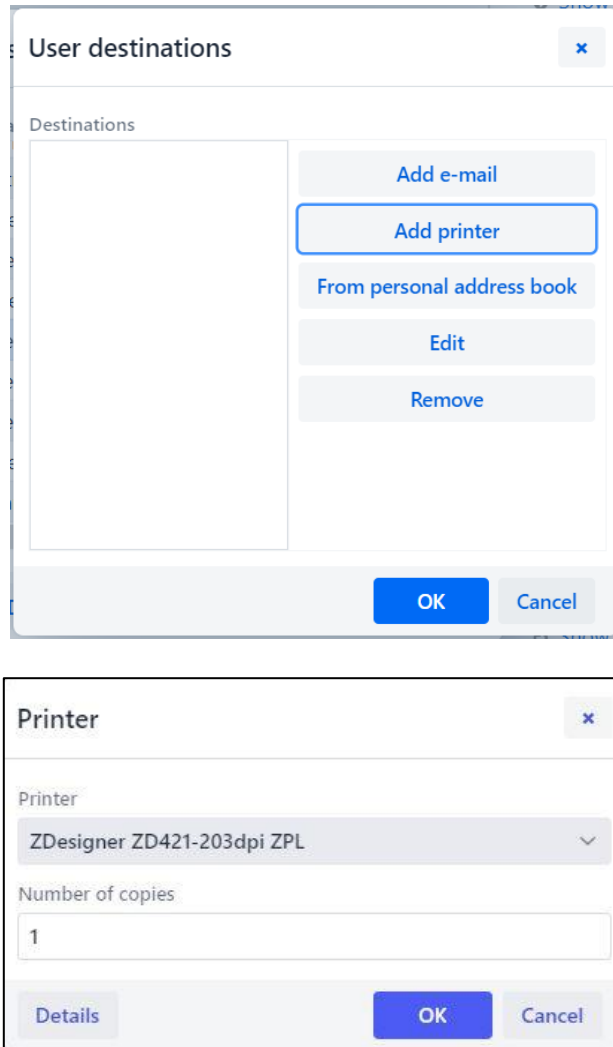 User destinations
Destinations
Add e-mail
Add printer
From personal address book
Edit
Remove
OK Cancel
Printer
Printer
ZDesigner ZD421-203dpi ZPL
Number of copies
1
Details OK Cancel